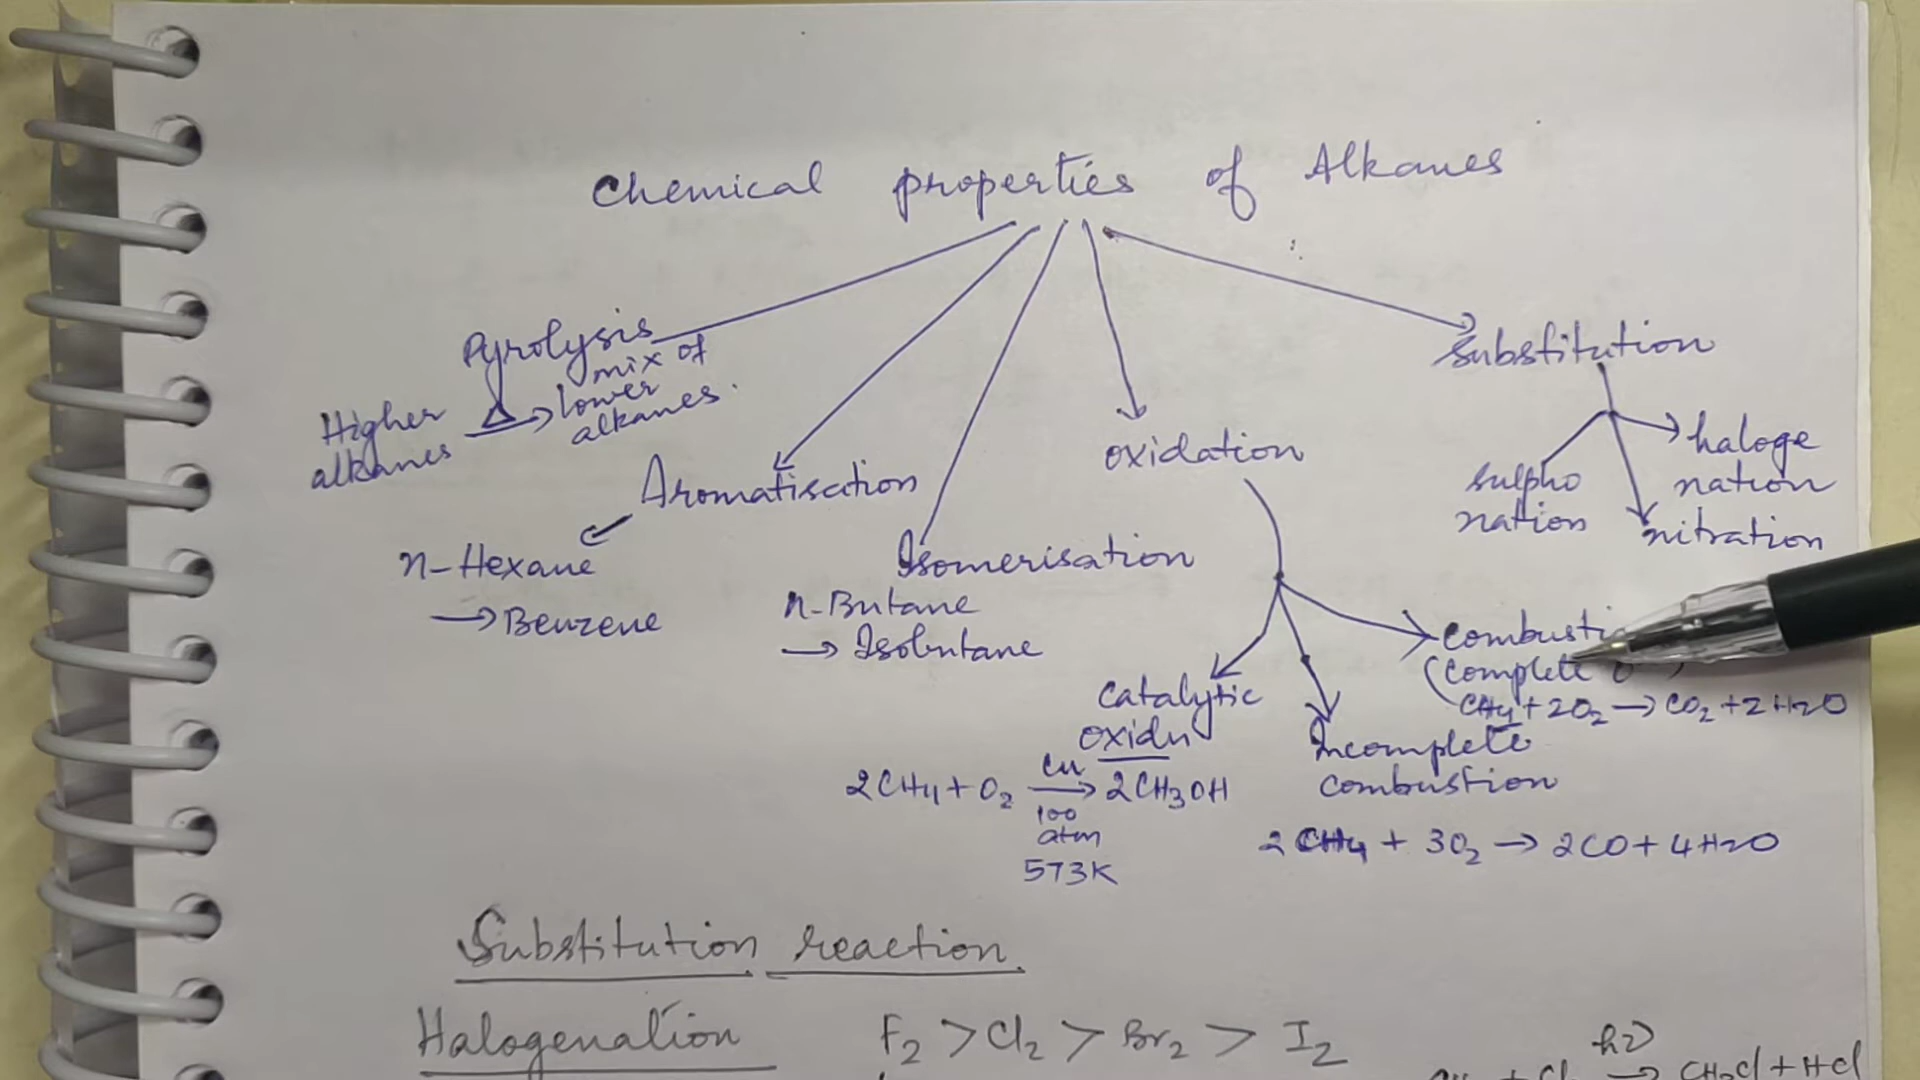 Chemical properties of Alkanes
Pyrolysis
Higher alkanes Δ→ mix of lower alkanes.
Aromatisation
n-Hexane
→ Benzene
Isomerisation
n-Butane
→ Isobutane
oxidation
Catalytic
oxidn
2CH4 + O2 Cu→ 2CH3OH
100
atm
573K
Incomplete
combustion
2CH4 + 3O2 → 2CO + 4H2O
(complete
CH4 + 2O2 → CO2 + 2H2O
Substitution
sulpho
nation
nitration
haloge
nation
Substitution reaction.
Halogenation F2 > Cl2 > Br2 > I2
hν
→ CH3Cl + HCl